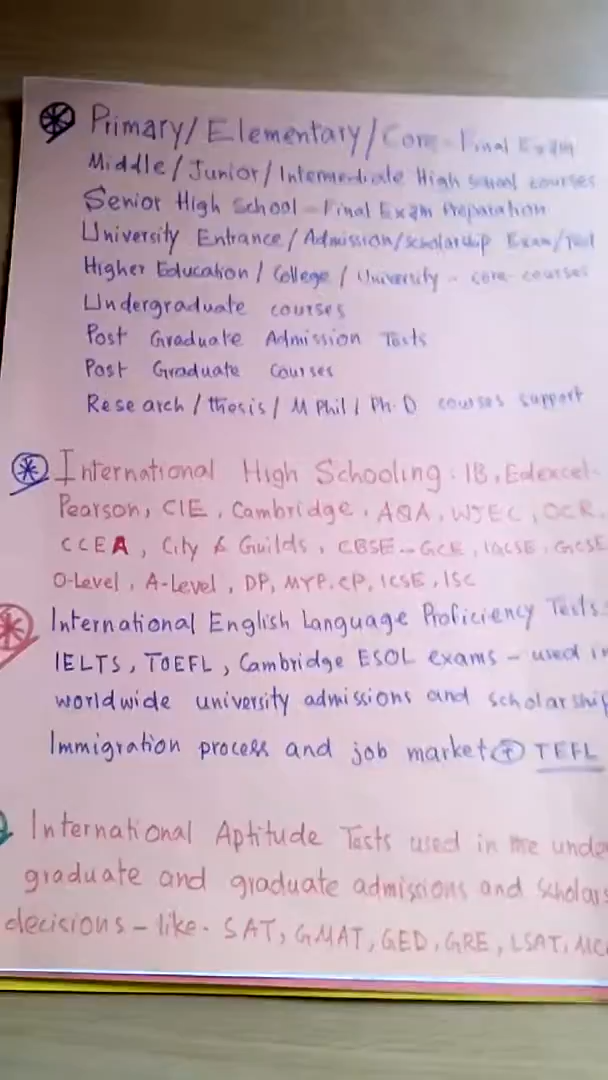 Primary/Elementary/Core-Final Exam
Middle/Junior/Intermediate High school courses
Senior High School-Final Exam Preparation
University Entrance/Admission/scholarship Exam/Test
Higher Education/College/University-core-courses
Undergraduate courses
Post Graduate Admission Tests
Post Graduate Courses
Research/thesis/M Phil/Ph.D courses support
International High Schooling: IB, Edexcel-
Pearson, CIE, Cambridge, AQA, WJEC, OCR,
CCEA, City & Guilds, CBSE-GCE, IGCSE, GCSE
O-Level, A-Level, DP, MYP, CP, ICSE, ISC
International English Language Proficiency Tests
IELTS, TOEFL, Cambridge ESOL exams - used in
worldwide university admissions and scholarship
Immigration process and job market + TEFL
International Aptitude Tests used in the unde
graduate and graduate admissions and scholars
decisions-like- SAT, GMAT, GED, GRE, LSAT,